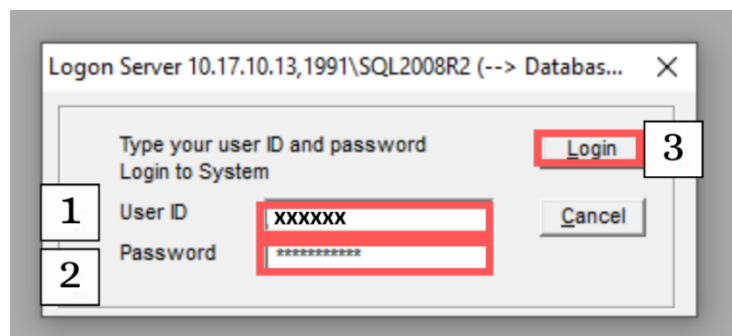 Logon Server 10.17.10.13,1991\SQL2008R2 (--> Databas...
Type your user ID and password
Login to System
Login
3
1
User ID
xxxxxx
Cancel
2
Password
***********